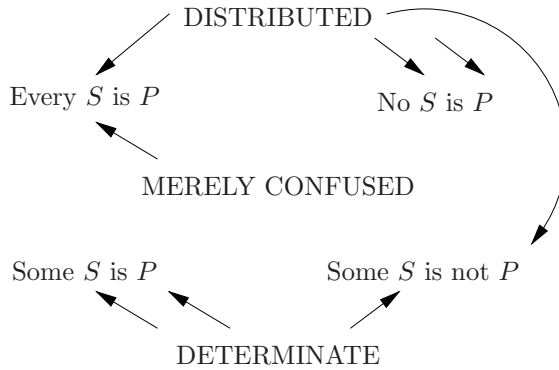 DISTRIBUTED
Every S is P
No S is P
MERELY CONFUSED
Some S is P
Some S is not P
DETERMINATE